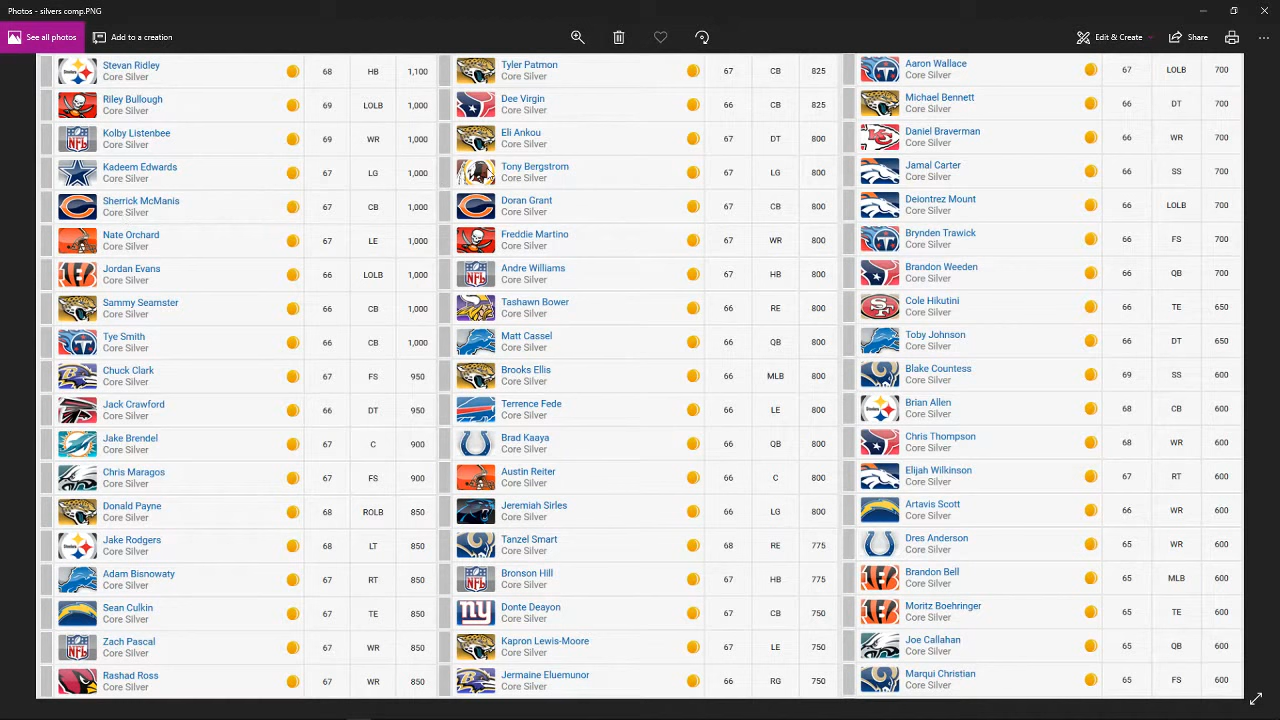 Photos - silvers comp.PNG
See all photos
Add to a creation
Edit & Create
Share
Stevan Ridley
Core Silver
68 HB 1,100
Riley Bullough
Core Silver
69 LOLB 1,000
Kolby Listenbee
Core Silver
68 WR 1,000
Kadeem Edwards
Core Silver
67 LG 1,000
Sherrick McManis
Core Silver
67 CB 1,000
Nate Orchard
Core Silver
67 LE 1,000
Jordan Evans
Core Silver
66 LOLB 1,000
Sammy Seamster
Core Silver
66 CB 1,000
Tye Smith
Core Silver
66 CB 1,000
Chuck Clark
Core Silver
67 FS
Jack Crawford
Core Silver
66 DT
Jake Brendel
Core Silver
67 C
Chris Maragos
Core Silver
67 FS
Donald Payne
Core Silver
68 ROLB 850
Jake Rodgers
Core Silver
68 LT 850
Adam Bisnowaty
Core Silver
67 RT 850
Sean Culkin
Core Silver
67 TE 850
Zach Pascal
Core Silver
67 WR 850
Rashad Ross
Core Silver
67 WR
Tyler Patmon
Core Silver
67 CB 825
Dee Virgin
Core Silver
66 CB 825
Eli Ankou
Core Silver
68 DT 800
Tony Bergstrom
Core Silver
68 LG 800
Doran Grant
Core Silver
67 CB 800
Freddie Martino
Core Silver
67 WR 800
Andre Williams
Core Silver
67 HB 800
Tashawn Bower
Core Silver
66 RE 800
Matt Cassel
Core Silver
66 QB 800
Brooks Ellis
Core Silver
66 MLB 800
Terrence Fede
Core Silver
66 LE 800
Brad Kaaya
Core Silver
66 QB 800
Austin Reiter
Core Silver
66 C 800
Jeremiah Sirles
Core Silver
66 LG 800
Tanzel Smart
Core Silver
68 DT 775
Bronson Hill
Core Silver
66 HB 775
Donte Deayon
Core Silver
67 CB 750
Kapron Lewis-Moore
Core Silver
67 LE 750
Jermaine Eluemunor
Core Silver
66 RG 750
Aaron Wallace
Core Silver
67 700
Michael Bennett
Core Silver
66 DT 700
Daniel Braverman
Core Silver
66 WR 700
Jamal Carter
Core Silver
66 SS 700
Deiontrez Mount
Core Silver
66 LOLB 700
Brynden Trawick
Core Silver
66 SS 700
Brandon Weeden
Core Silver
66 QB 700
Cole Hikutini
Core Silver
66 TE 650
Toby Johnson
Core Silver
66 DT 650
Blake Countess
Core Silver
69 FS
Brian Allen
Core Silver
68 CB 600
Chris Thompson
Core Silver
68 WR 600
Elijah Wilkinson
Core Silver
67 600
Artavis Scott
Core Silver
66 WR 600
Dres Anderson
Core Silver
65 WR 600
Brandon Bell
Core Silver
65 600
Moritz Boehringer
Core Silver
65 600
Joe Callahan
Core Silver
65 QB 600
Marqui Christian
Core Silver
65 FS 600